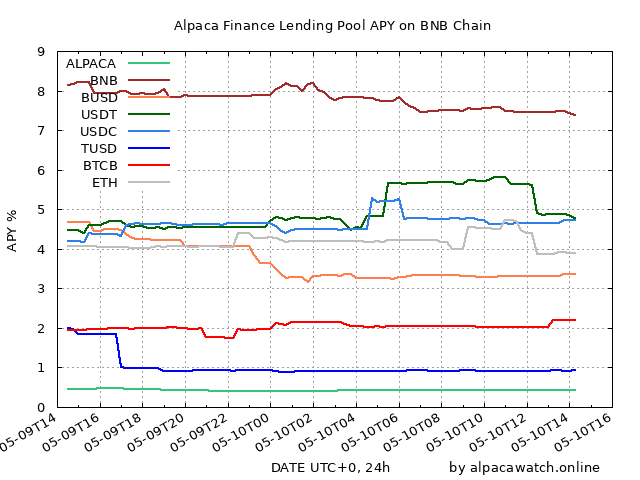 Alpaca Finance Lending Pool APY on BNB Chain
9
8
7
6
5
4
3
2
1
0
APY %
ALPACA
BNB
BUSD
USDT
USDC
TUSD
BTCB
ETH
05-09T14
05-09T16
05-09T18
05-09T20
05-09T22
05-10T00
05-10T02
05-10T04
05-10T06
05-10T08
05-10T10
05-10T12
05-10T14
05-10T16
DATE UTC+0, 24h
by alpacawatch.online